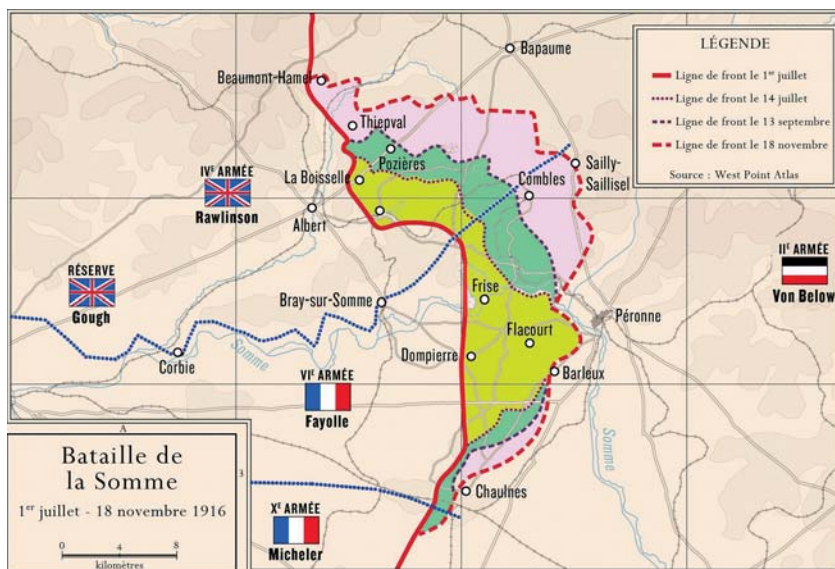 Bapaume
LÉGENDE
Ligne de front le 1er juillet
Ligne de front le 14 juillet
Ligne de front le 13 septembre
Ligne de front le 18 novembre
Source : West Point Atlas
Beaumont-Hamel
Thiepval
Pozières
IVE ARMÉE
Rawlinson
La Boisselle
Combles
Sailly-
Saillisel
Albert
RÉSERVE
Gough
IIE ARMÉE
Von Below
Bray-sur-Somme
Frise
Péronne
Flacourt
Somme
Corbie
Dompierre
Barleux
VIE ARMÉE
Fayolle
Somme
A
3
Bataille de
la Somme
1er juillet - 18 novembre 1916
0 4 8
kilomètres
Chaulnes
XE ARMÉE
Micheler